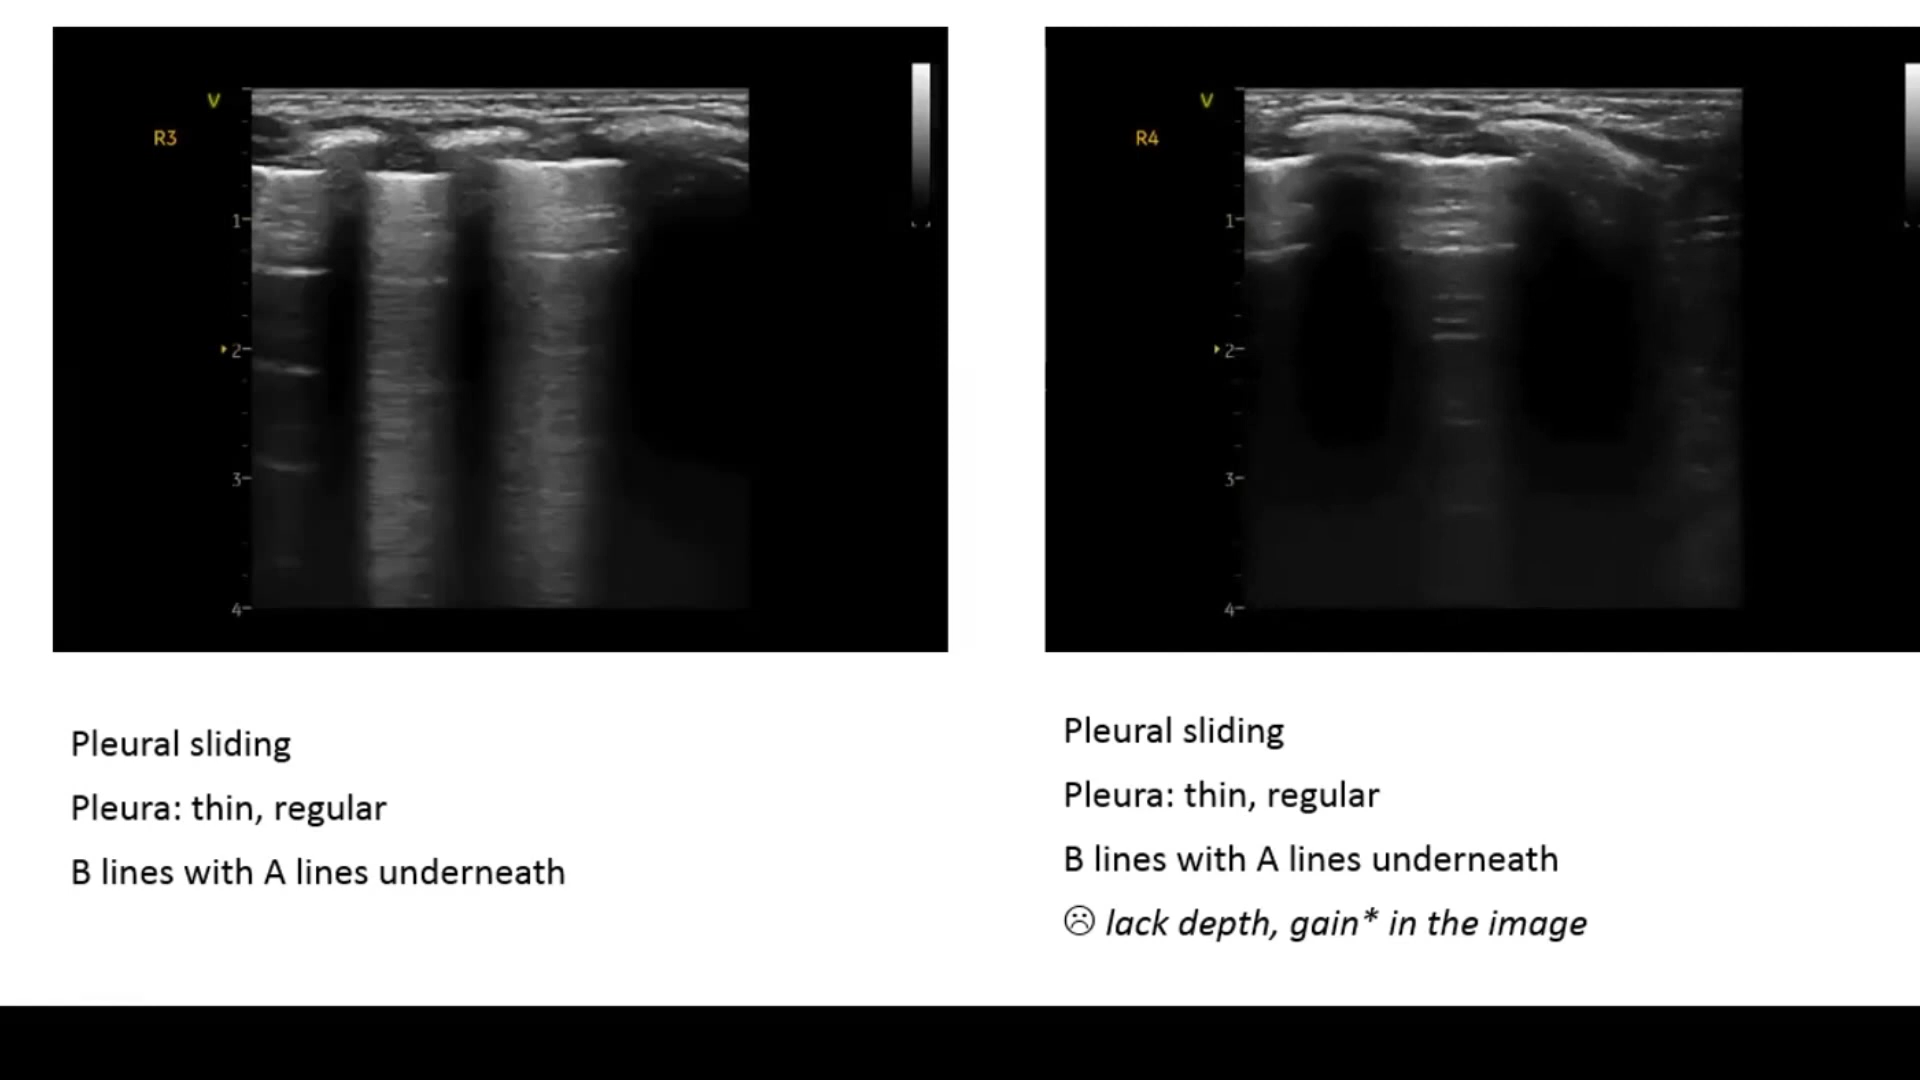 V
R3
1
2
3
4
Pleural sliding
Pleura: thin, regular
B lines with A lines underneath
V
R4
1
2
3
4
Pleural sliding
Pleura: thin, regular
B lines with A lines underneath
☹ lack depth, gain* in the image